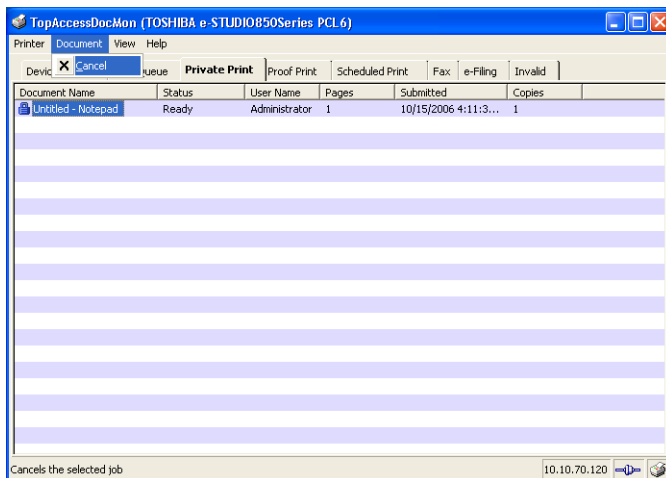 TopAccessDocMon (TOSHIBA e-STUDIO850Series PCL6)
Printer Document View Help
Cancel
Devic ueue Private Print Proof Print Scheduled Print Fax e-Filing Invalid
Document Name Status User Name Pages Submitted Copies
Untitled - Notepad Ready Administrator 1 10/15/2006 4:11:3... 1
Cancels the selected job 10.10.70.120